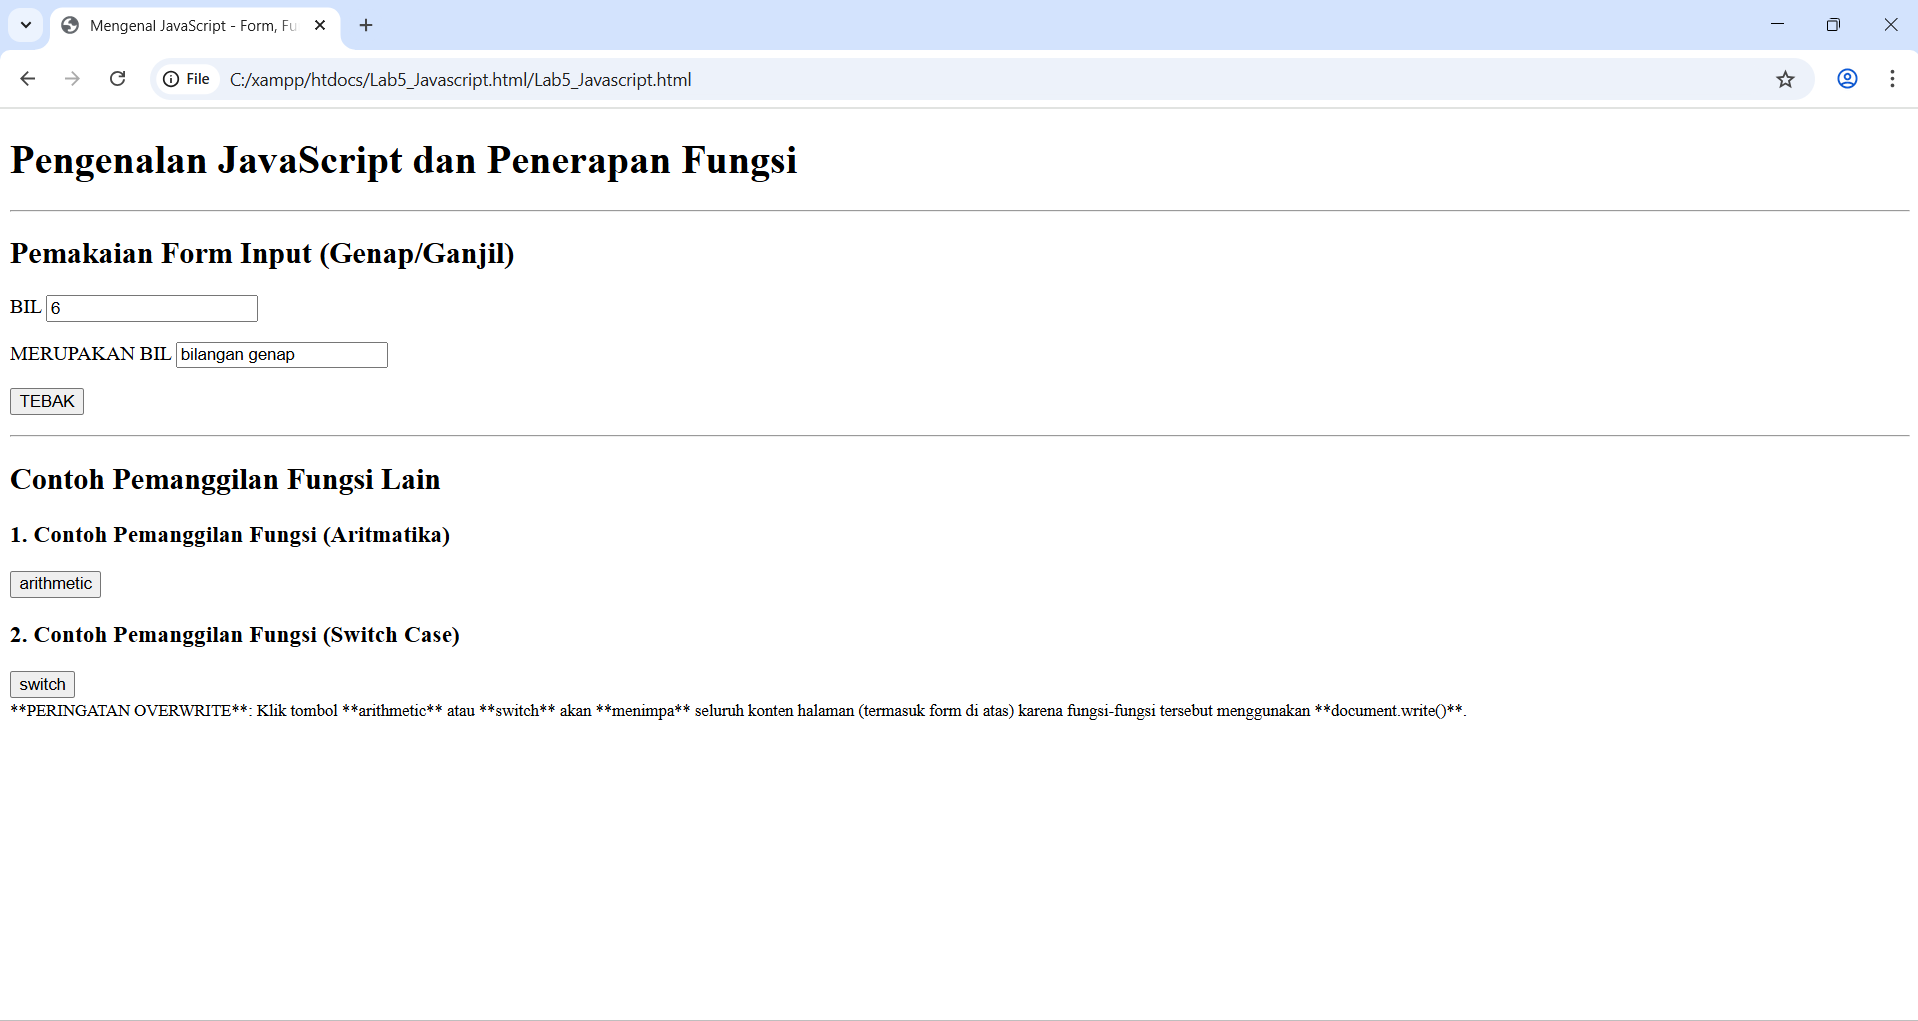 Mengenal JavaScript - Form, Fu
File
C:/xampp/htdocs/Lab5_Javascript.html/Lab5_Javascript.html
Pengenalan JavaScript dan Penerapan Fungsi
Pemakaian Form Input (Genap/Ganjil)
BIL 6
MERUPAKAN BIL bilangan genap
TEBAK
Contoh Pemanggilan Fungsi Lain
1. Contoh Pemanggilan Fungsi (Aritmatika)
arithmetic
2. Contoh Pemanggilan Fungsi (Switch Case)
switch
**PERINGATAN OVERWRITE**: Klik tombol **arithmetic** atau **switch** akan **menimpa** seluruh konten halaman (termasuk form di atas) karena fungsi-fungsi tersebut menggunakan **document.write()**.